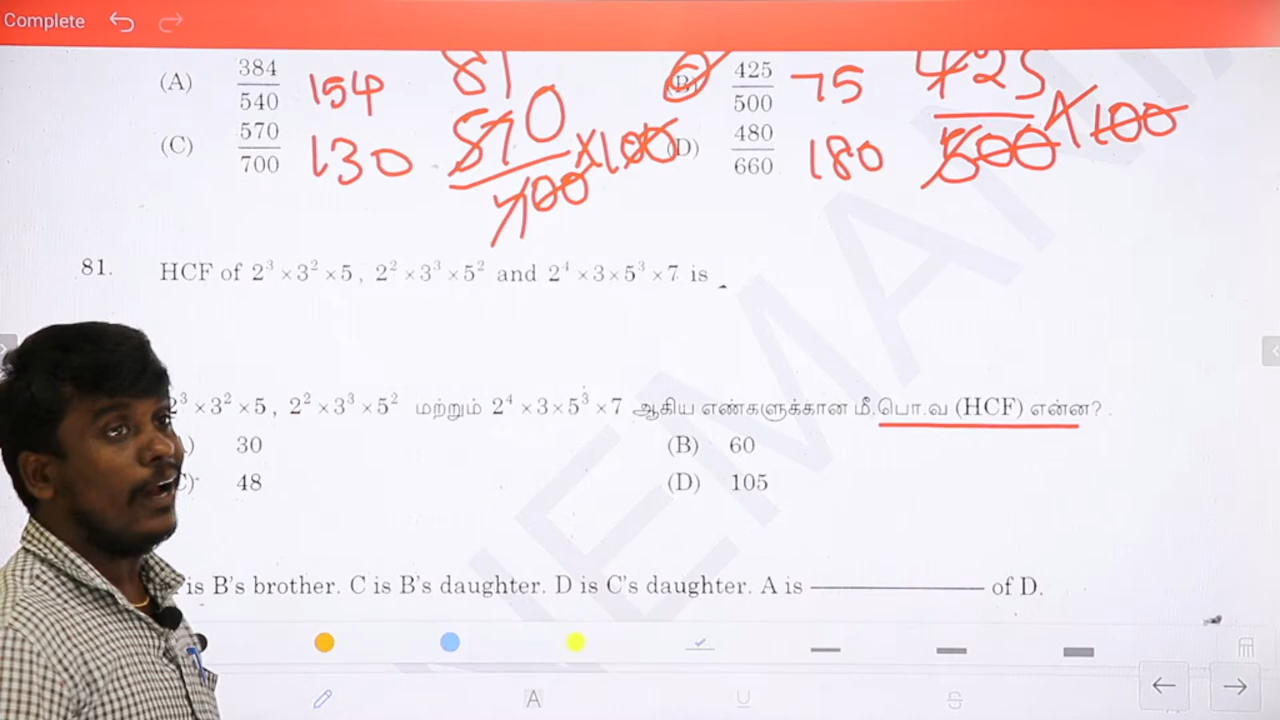 Complete
(A) 384/540 154 81 (B) 425/500 75 425
(C) 570/700 130 570/700 ×100 (D) 480/660 180 500 ×100
81. HCF of 2³ × 3² × 5 , 2² × 3³ × 5² and 2⁴ × 3 × 5³ × 7 is
2³ × 3² × 5 , 2² × 3³ × 5² மற்றும் 2⁴ × 3 × 5³ × 7 ஆகிய எண்களுக்கான மீ.பொ.வ (HCF) என்ன?
30 (B) 60
C) 48 (D) 105
is B's brother. C is B's daughter. D is C's daughter. A is ________ of D.
A U S